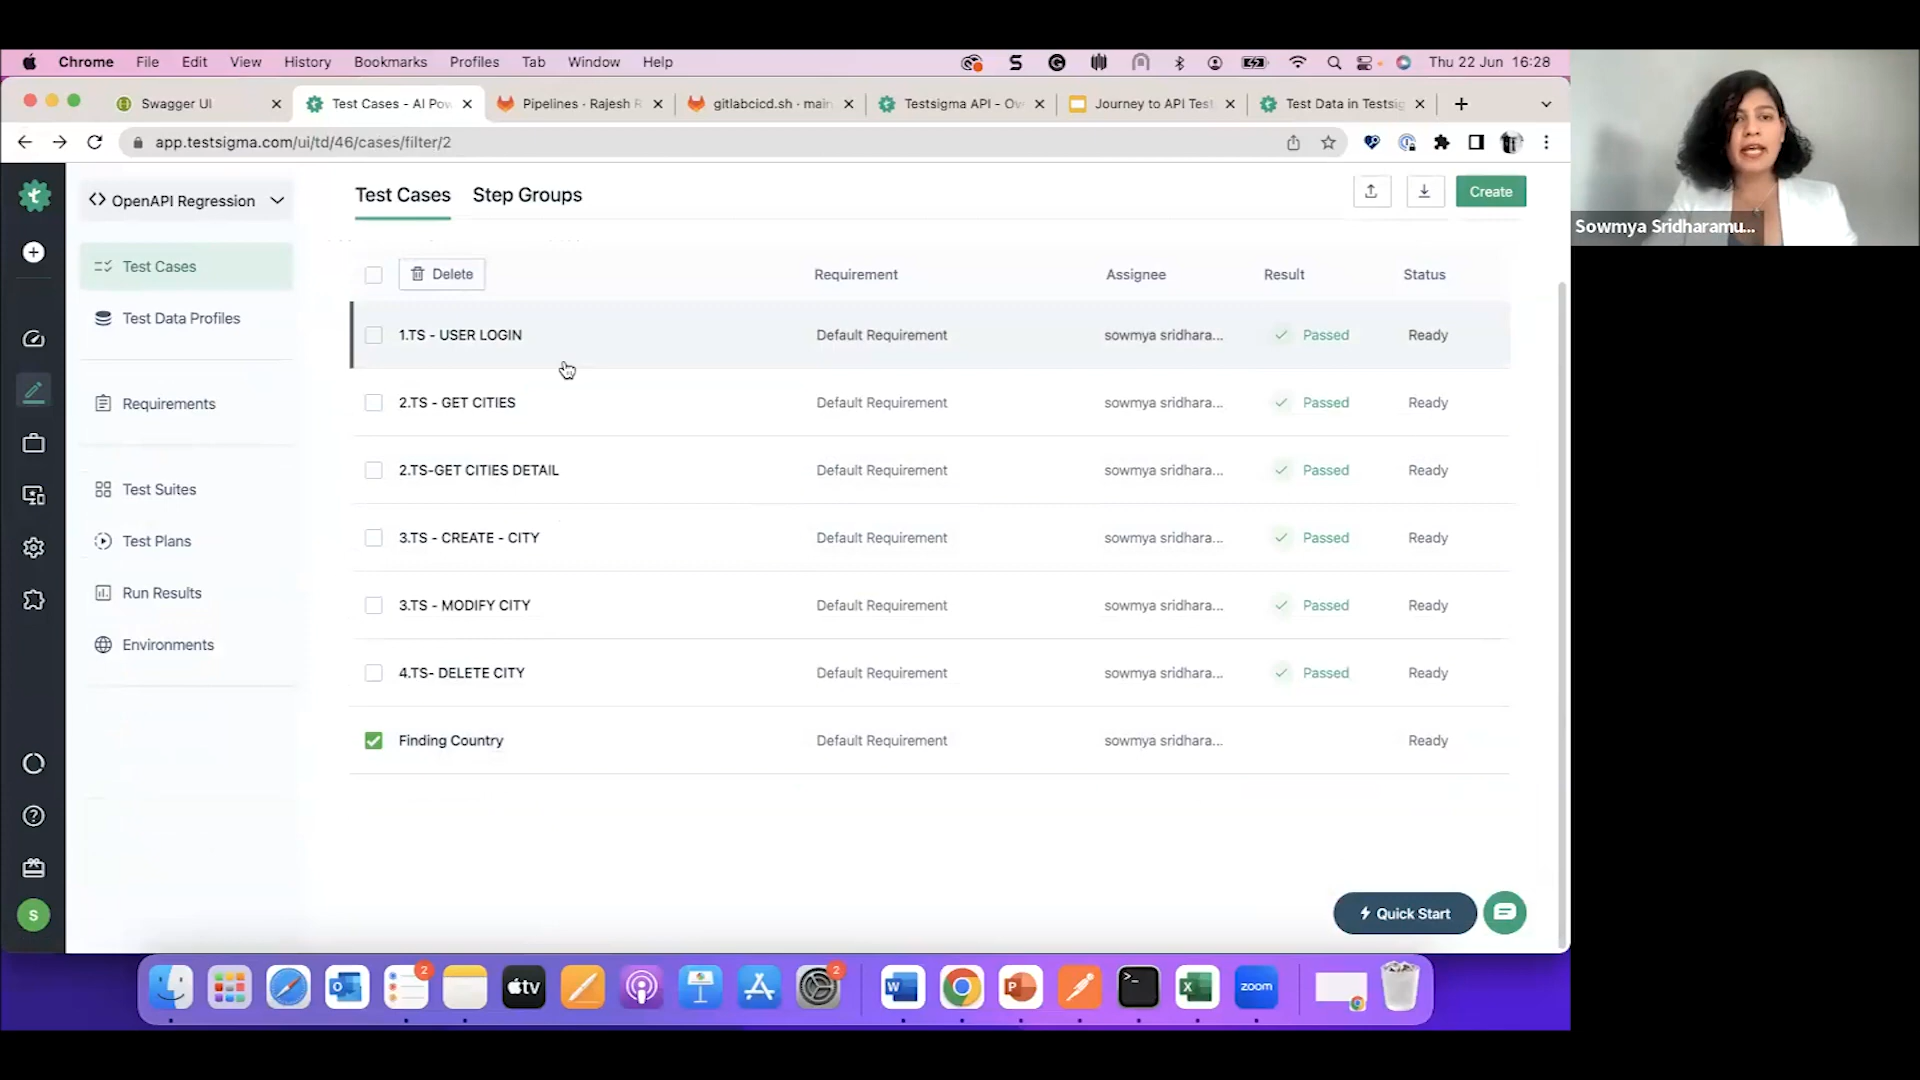 Chrome File Edit View History Bookmarks Profiles Tab Window Help Thu 22 Jun 16:28
Swagger UI Test Cases - AI Pow Pipelines · Rajesh R gitlabcicd.sh · main Testsigma API - Ov Journey to API Test Test Data in Testsig
app.testsigma.com/ui/td/46/cases/filter/2
OpenAPI Regression
Test Cases
Test Data Profiles
Requirements
Test Suites
Test Plans
Run Results
Environments
S
Test Cases Step Groups Create
Delete Requirement Assignee Result Status
1.TS - USER LOGIN Default Requirement sowmya sridhara... Passed Ready
2.TS - GET CITIES Default Requirement sowmya sridhara... Passed Ready
2.TS-GET CITIES DETAIL Default Requirement sowmya sridhara... Passed Ready
3.TS - CREATE - CITY Default Requirement sowmya sridhara... Passed Ready
3.TS - MODIFY CITY Default Requirement sowmya sridhara... Passed Ready
4.TS- DELETE CITY Default Requirement sowmya sridhara... Passed Ready
Finding Country Default Requirement sowmya sridhara... Ready
Quick Start
2 tv 2 W P X zoom
Sowmya Sridharamu...